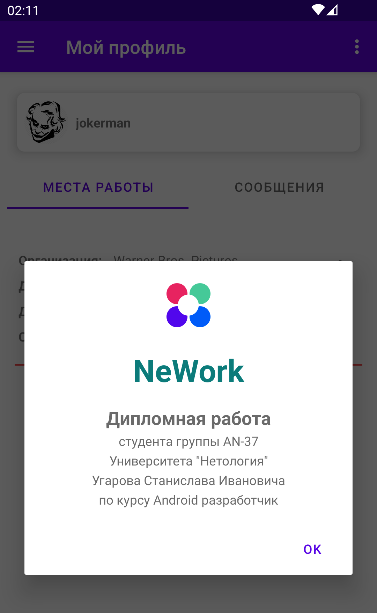 02:11
Мой профиль
jokerman
МЕСТА РАБОТЫ
СООБЩЕНИЯ
Организация: Warner Bros. Pictures
NeWork
Дипломная работа
студента группы AN-37
Университета "Нетология"
Угарова Станислава Ивановича
по курсу Android разработчик
OK